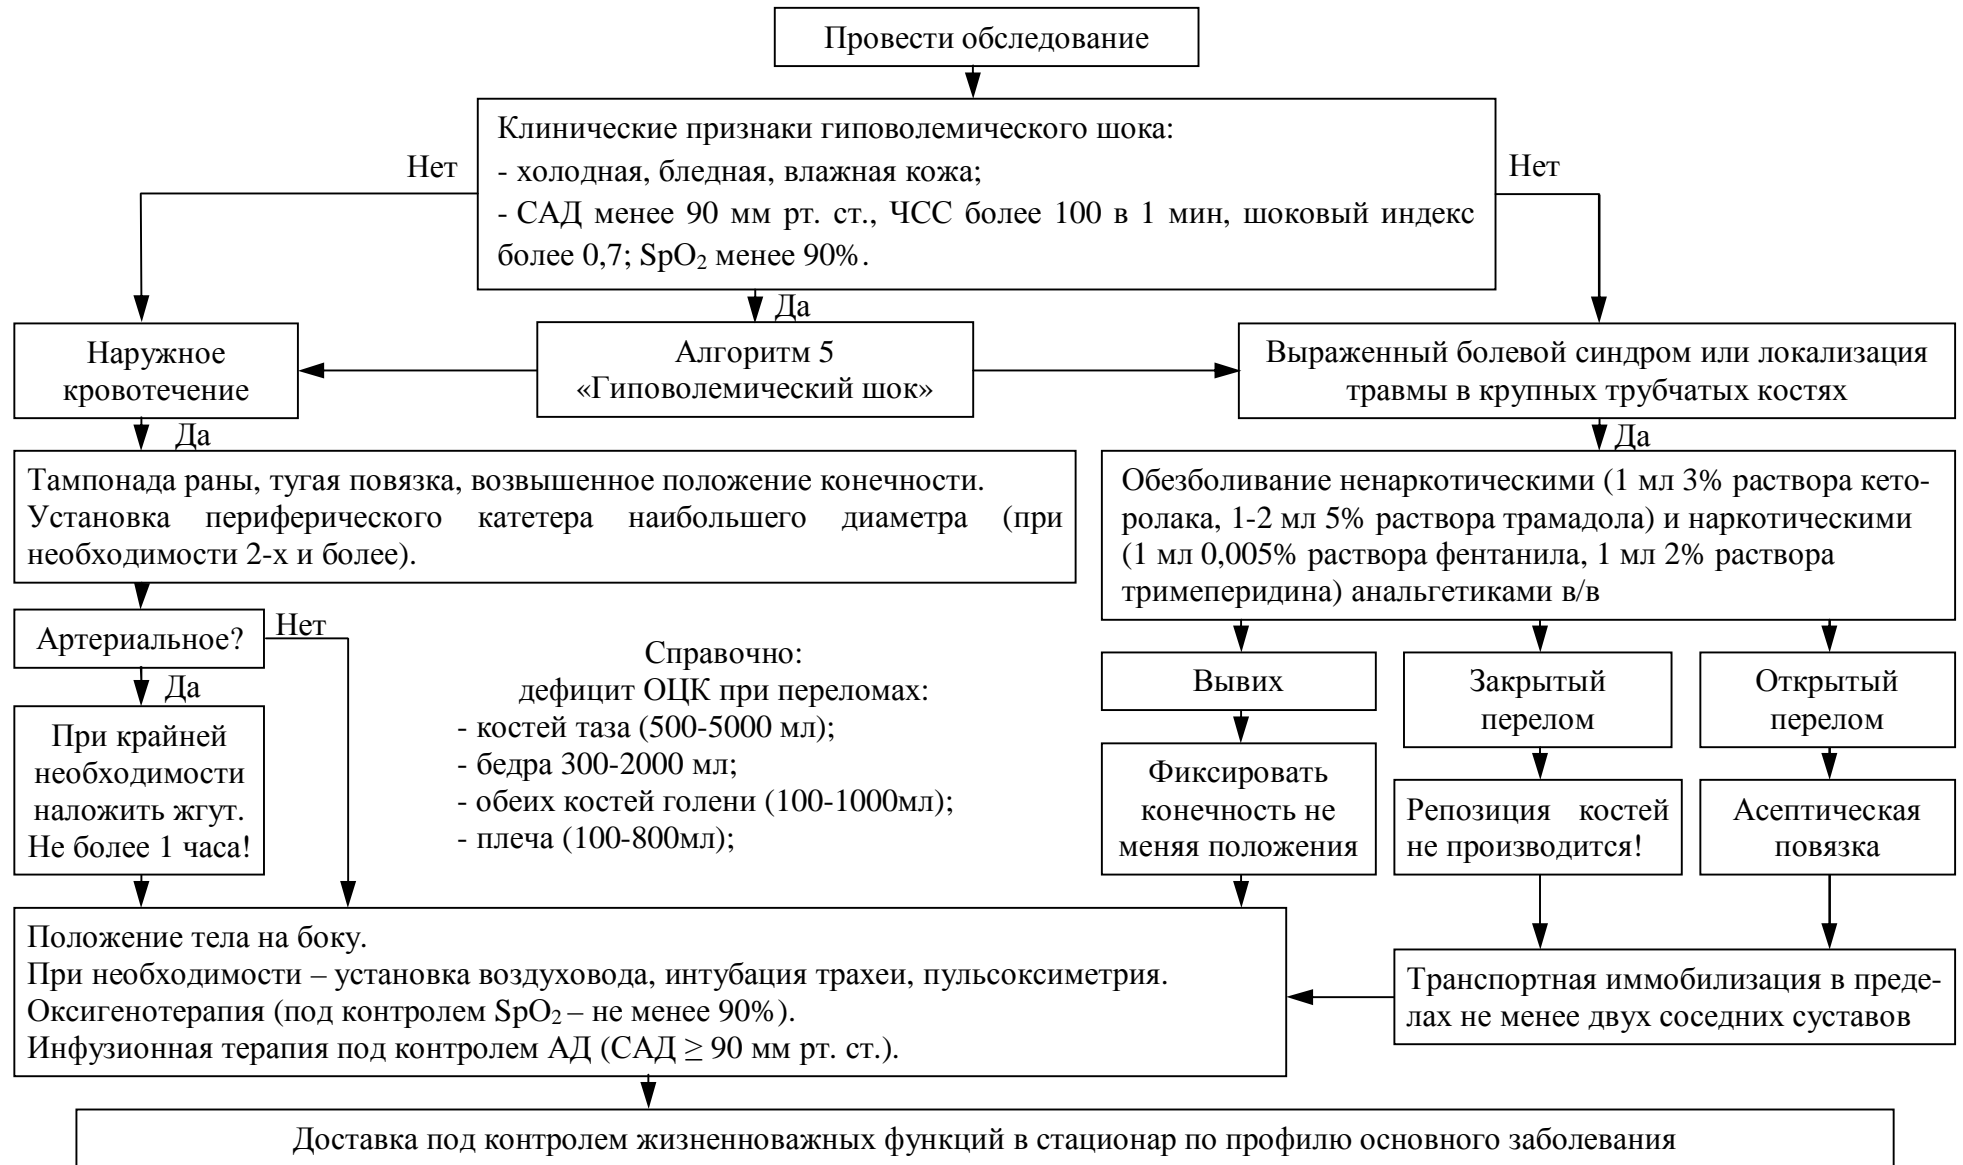 Провести обследование
Клинические признаки гиповолемического шока:
- холодная, бледная, влажная кожа;
- САД менее 90 мм рт. ст., ЧСС более 100 в 1 мин, шоковый индекс
более 0,7; SpO₂ менее 90%.
Нет
Нет
Да
Наружное
кровотечение
Алгоритм 5
«Гиповолемический шок»
Выраженный болевой синдром или локализация
травмы в крупных трубчатых костях
Да
Да
Тампонада раны, тугая повязка, возвышенное положение конечности.
Установка периферического катетера наибольшего диаметра (при
необходимости 2-х и более).
Обезболивание ненаркотическими (1 мл 3% раствора кето-
ролака, 1-2 мл 5% раствора трамадола) и наркотическими
(1 мл 0,005% раствора фентанила, 1 мл 2% раствора
тримеперидина) анальгетиками в/в
Артериальное?
Нет
Да
При крайней
необходимости
наложить жгут.
Не более 1 часа!
Справочно:
дефицит ОЦК при переломах:
- костей таза (500-5000 мл);
- бедра 300-2000 мл;
- обеих костей голени (100-1000мл);
- плеча (100-800мл);
Вывих
Закрытый
перелом
Открытый
перелом
Фиксировать
конечность не
меняя положения
Репозиция костей
не производится!
Асептическая
повязка
Положение тела на боку.
При необходимости – установка воздуховода, интубация трахеи, пульсоксиметрия.
Оксигенотерапия (под контролем SpO₂ – не менее 90%).
Инфузионная терапия под контролем АД (САД ≥ 90 мм рт. ст.).
Транспортная иммобилизация в преде-
лах не менее двух соседних суставов
Доставка под контролем жизненноважных функций в стационар по профилю основного заболевания